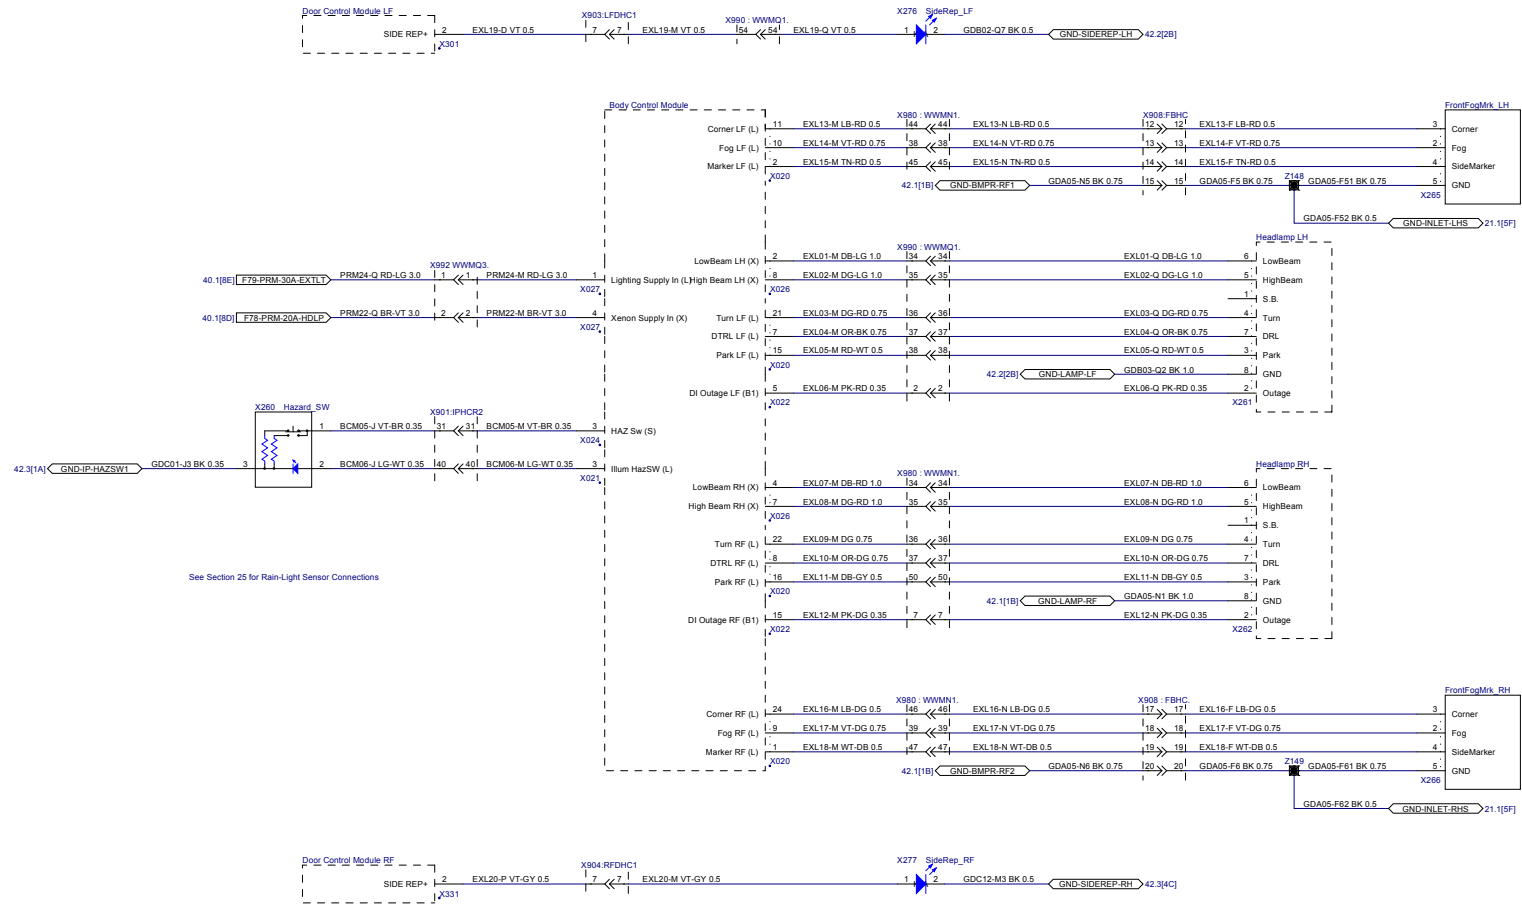 Door Control Module LF
SIDE REP+ 2 EXL19-D VT 0.5 X903:LFDHC1 7 7 EXL19-M VT 0.5 X990 : WWMQ1. 54 54 EXL19-Q VT 0.5 X276 SideRep_LF 1 2 GDB02-Q7 BK 0.5 GND-SIDEREP-LH 42.2[2B]
X301
Body Control Module X980 : WWMN1. X908:FBHC FrontFogMrk_LH
Corner LF (L) 11 EXL13-M LB-RD 0.5 44 44 EXL13-N LB-RD 0.5 12 12 EXL13-F LB-RD 0.5 3 Corner
Fog LF (L) 10 EXL14-M VT-RD 0.75 38 38 EXL14-N VT-RD 0.75 13 13 EXL14-F VT-RD 0.75 2 Fog
Marker LF (L) 2 EXL15-M TN-RD 0.5 45 45 EXL15-N TN-RD 0.5 14 14 EXL15-F TN-RD 0.5 4 SideMarker
X020
42.1[1B] GND-BMPR-RF1 GDA05-N5 BK 0.75 15 15 GDA05-F5 BK 0.75 Z148 GDA05-F51 BK 0.75 5 GND
X265
GDA05-F52 BK 0.5 GND-INLET-LHS 21.1[5F]
X990 : WWMQ1. Headlamp LH
LowBeam LH (X) 2 EXL01-M DB-LG 1.0 34 34 EXL01-Q DB-LG 1.0 6 LowBeam
X992 WWMQ3.
40.1[8E] F79-PRM-30A-EXTLT PRM24-Q RD-LG 3.0 1 1 PRM24-M RD-LG 3.0 1 Lighting Supply In (L) High Beam LH (X) 8 EXL02-M DG-LG 1.0 35 35 EXL02-Q DG-LG 1.0 5 HighBeam
X027 X026
1 S.B.
40.1[8D] F78-PRM-20A-HDLP PRM22-Q BR-VT 3.0 2 2 PRM22-M BR-VT 3.0 4 Xenon Supply In (X) Turn LF (L) 21 EXL03-M DG-RD 0.75 36 36 EXL03-Q DG-RD 0.75 4 Turn
X027
DTRL LF (L) 7 EXL04-M OR-BK 0.75 37 37 EXL04-Q OR-BK 0.75 7 DRL
Park LF (L) 15 EXL05-M RD-WT 0.5 38 38 EXL05-Q RD-WT 0.5 3 Park
X020
42.2[2B] GND-LAMP-LF GDB03-Q2 BK 1.0 8 GND
DI Outage LF (B1) 5 EXL06-M PK-RD 0.35 2 2 EXL06-Q PK-RD 0.35 2 Outage
X022 X261
X260 Hazard_SW X901:IPHCR2
1 BCM05-J VT-BR 0.35 31 31 BCM05-M VT-BR 0.35 3 HAZ Sw (S)
X024
42.3[1A] GND-IP-HAZSW1 GDC01-J3 BK 0.35 3 2 BCM06-J LG-WT 0.35 40 40 BCM06-M LG-WT 0.35 3 Illum HazSW (L)
X021
X980 : WWMN1. Headlamp RH
LowBeam RH (X) 4 EXL07-M DB-RD 1.0 34 34 EXL07-N DB-RD 1.0 6 LowBeam
High Beam RH (X) 7 EXL08-M DG-RD 1.0 35 35 EXL08-N DG-RD 1.0 5 HighBeam
X026
1 S.B.
Turn RF (L) 22 EXL09-M DG 0.75 36 36 EXL09-N DG 0.75 4 Turn
DTRL RF (L) 8 EXL10-M OR-DG 0.75 37 37 EXL10-N OR-DG 0.75 7 DRL
See Section 25 for Rain-Light Sensor Connections
Park RF (L) 16 EXL11-M DB-GY 0.5 50 50 EXL11-N DB-GY 0.5 3 Park
X020
42.1[1B] GND-LAMP-RF GDA05-N1 BK 1.0 8 GND
DI Outage RF (B1) 15 EXL12-M PK-DG 0.35 7 7 EXL12-N PK-DG 0.35 2 Outage
X022 X262
X980 : WWMN1. X908 : FBHC. FrontFogMrk_RH
Corner RF (L) 24 EXL16-M LB-DG 0.5 46 46 EXL16-N LB-DG 0.5 17 17 EXL16-F LB-DG 0.5 3 Corner
Fog RF (L) 9 EXL17-M VT-DG 0.75 39 39 EXL17-N VT-DG 0.75 18 18 EXL17-F VT-DG 0.75 2 Fog
Marker RF (L) 1 EXL18-M WT-DB 0.5 47 47 EXL18-N WT-DB 0.5 19 19 EXL18-F WT-DB 0.5 4 SideMarker
X020
42.1[1B] GND-BMPR-RF2 GDA05-N6 BK 0.75 20 20 GDA05-F6 BK 0.75 Z149 GDA05-F61 BK 0.75 5 GND
X266
GDA05-F62 BK 0.5 GND-INLET-RHS 21.1[5F]
Door Control Module RF
SIDE REP+ 2 EXL20-P VT-GY 0.5 X904:RFDHC1 7 7 EXL20-M VT-GY 0.5 X277 SideRep_RF 1 2 GDC12-M3 BK 0.5 GND-SIDEREP-RH 42.3[4C]
X331